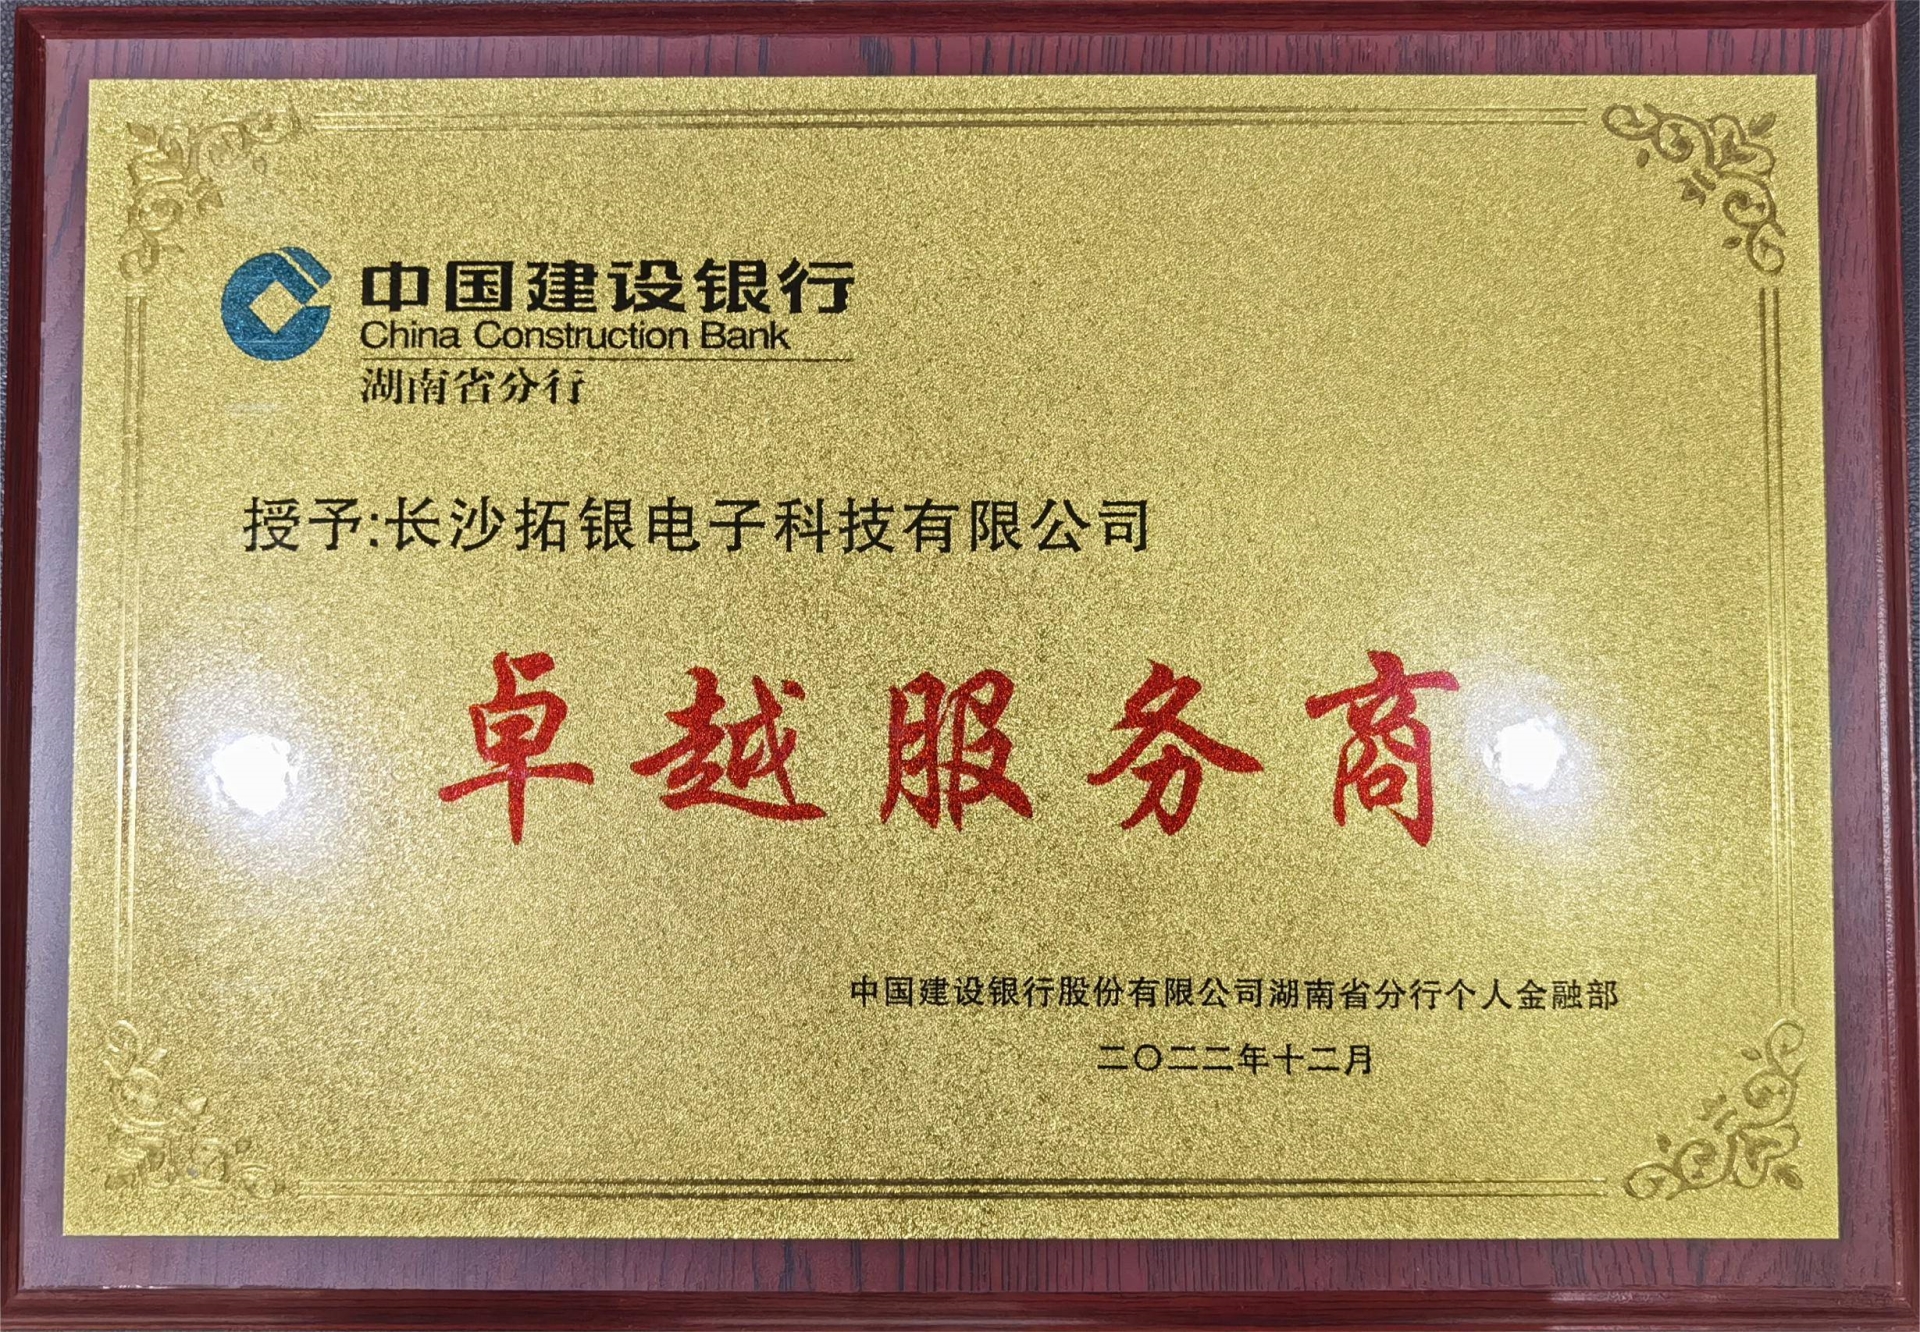 中国建设银行
China Construction Bank
湖南省分行
授予:长沙拓银电子科技有限公司
卓越服务商
中国建设银行股份有限公司湖南省分行个人金融部
二〇二二年十二月